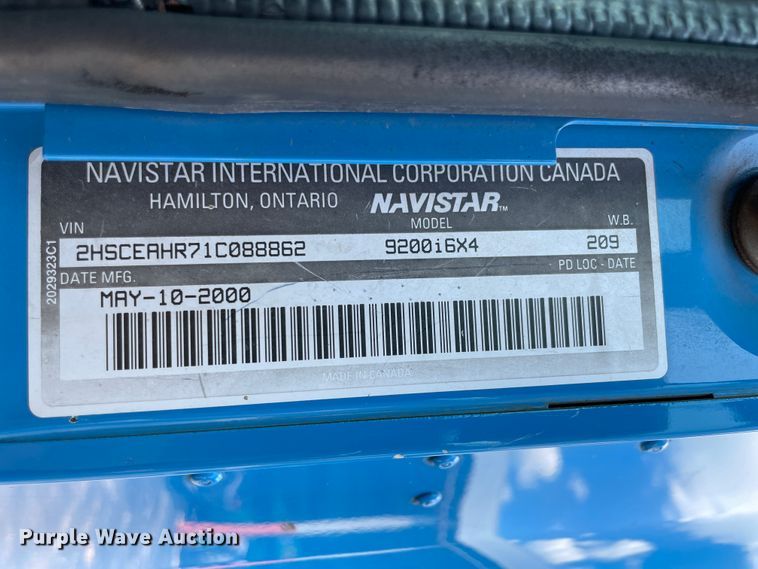 NAVISTAR INTERNATIONAL CORPORATION CANADA
HAMILTON, ONTARIO NAVISTAR™
VIN MODEL W.B.
2HSCEAHR71C088862 9200i6X4 209
DATE MFG. PD LOC - DATE
MAY-10-2000
MADE IN CANADA
2029323C1
Purple Wave Auction